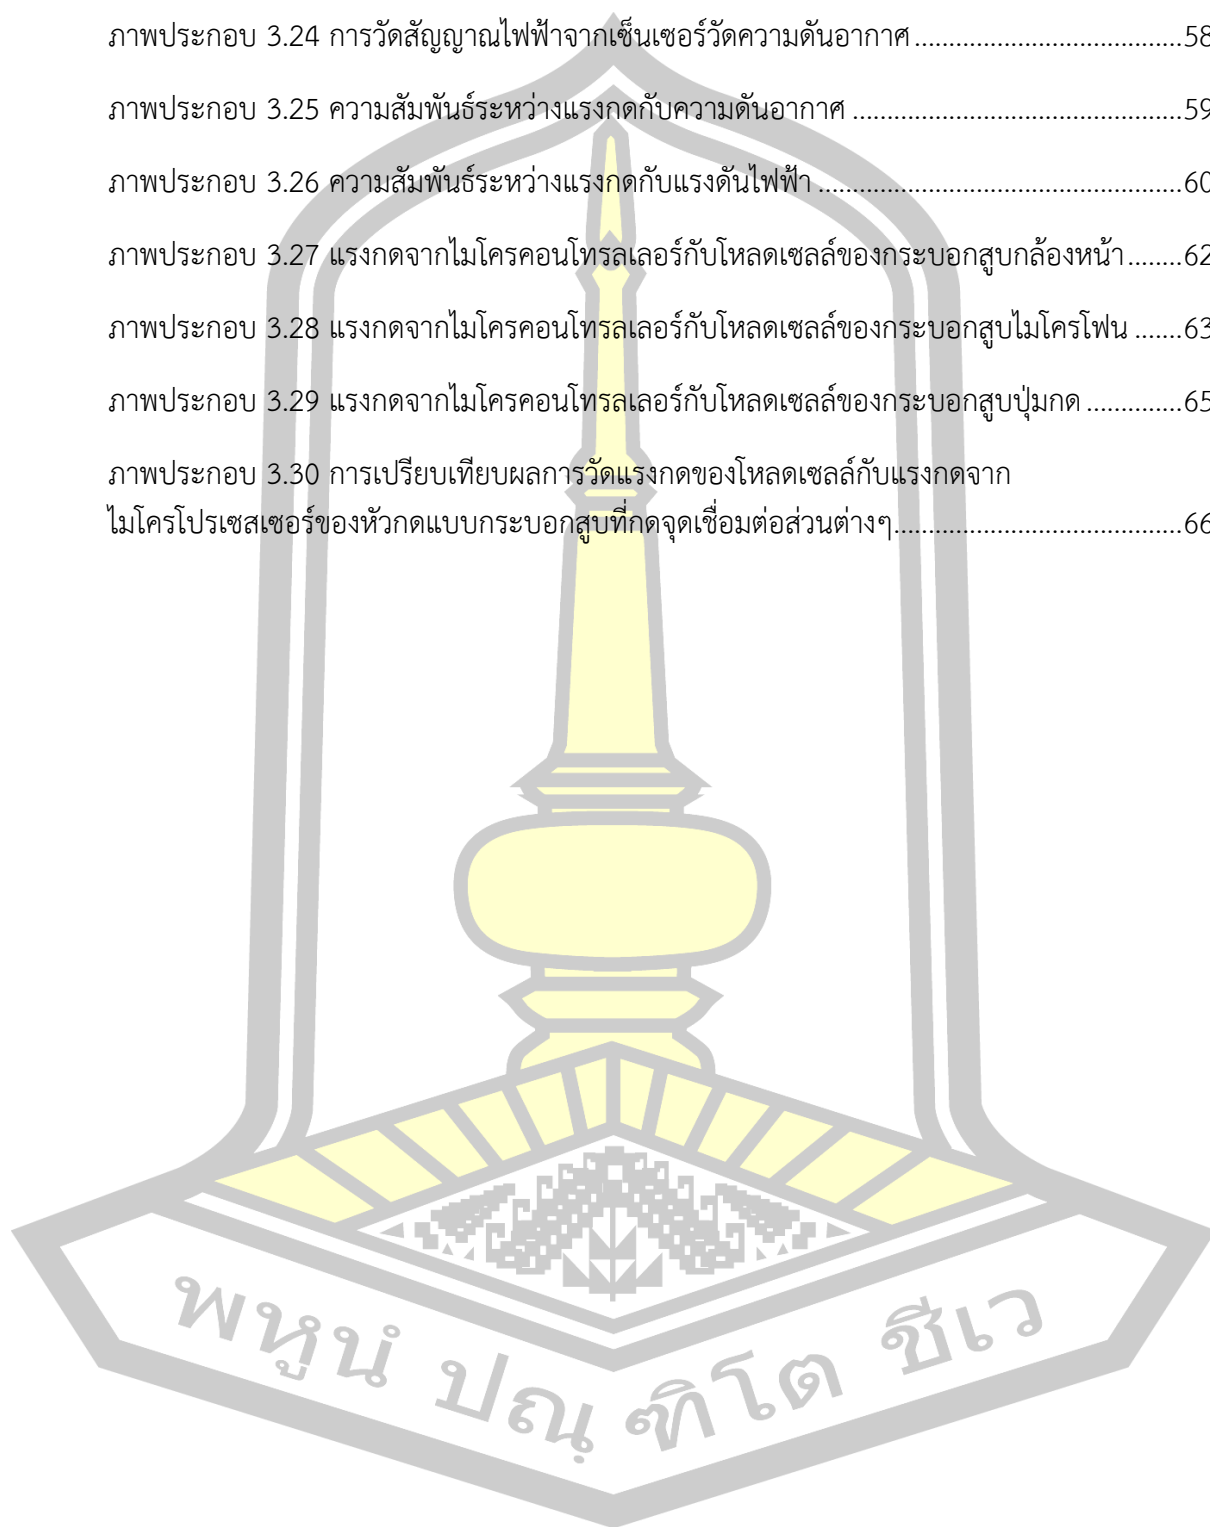 ภาพประกอบ 3.24 การวัดสัญญาณไฟฟ้าจากเซ็นเซอร์วัดความดันอากาศ.....................................58
ภาพประกอบ 3.25 ความสัมพันธ์ระหว่างแรงกดกับความดันอากาศ ..............................................59
ภาพประกอบ 3.26 ความสัมพันธ์ระหว่างแรงกดกับแรงดันไฟฟ้า ..................................................60
ภาพประกอบ 3.27 แรงกดจากไมโครคอนโทรลเลอร์กับโหลดเซลล์ของกระบอกสูบกล้องหน้า........62
ภาพประกอบ 3.28 แรงกดจากไมโครคอนโทรลเลอร์กับโหลดเซลล์ของกระบอกสูบไมโครโฟน .......63
ภาพประกอบ 3.29 แรงกดจากไมโครคอนโทรลเลอร์กับโหลดเซลล์ของกระบอกสูบปุ่มกด .............65
ภาพประกอบ 3.30 การเปรียบเทียบผลการวัดแรงกดของโหลดเซลล์กับแรงกดจาก
ไมโครโปรเซสเซอร์ของหัวกดแบบกระบอกสูบที่กดจุดเชื่อมต่อส่วนต่างๆ........................................66
พหูนํ ปณฺ ฑิโต ชีเว